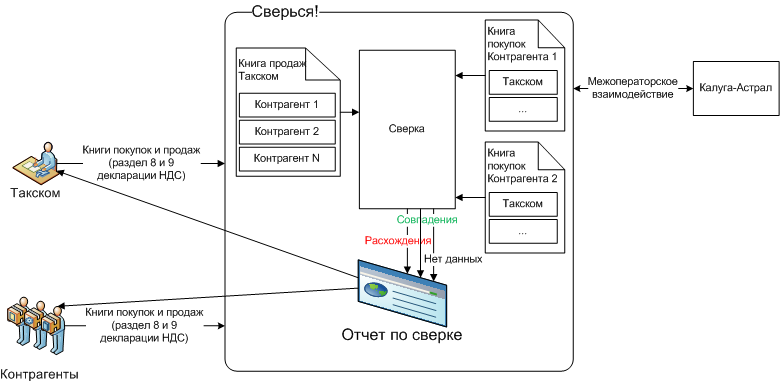 Сверься!
Книга продаж
Такском
Контрагент 1
Контрагент 2
Контрагент N
Сверка
Книга
покупок
Контрагента 1
Такском
...
Книга
покупок
Контрагента 2
Такском
...
Межоператорское
взаимодействие
Калуга-Астрал
Книги покупок и продаж
(раздел 8 и 9
декларации НДС)
Такском
Совпадения
Расхождения
Нет данных
Отчет по сверке
Книги покупок и продаж
(раздел 8 и 9
декларации НДС)
Контрагенты